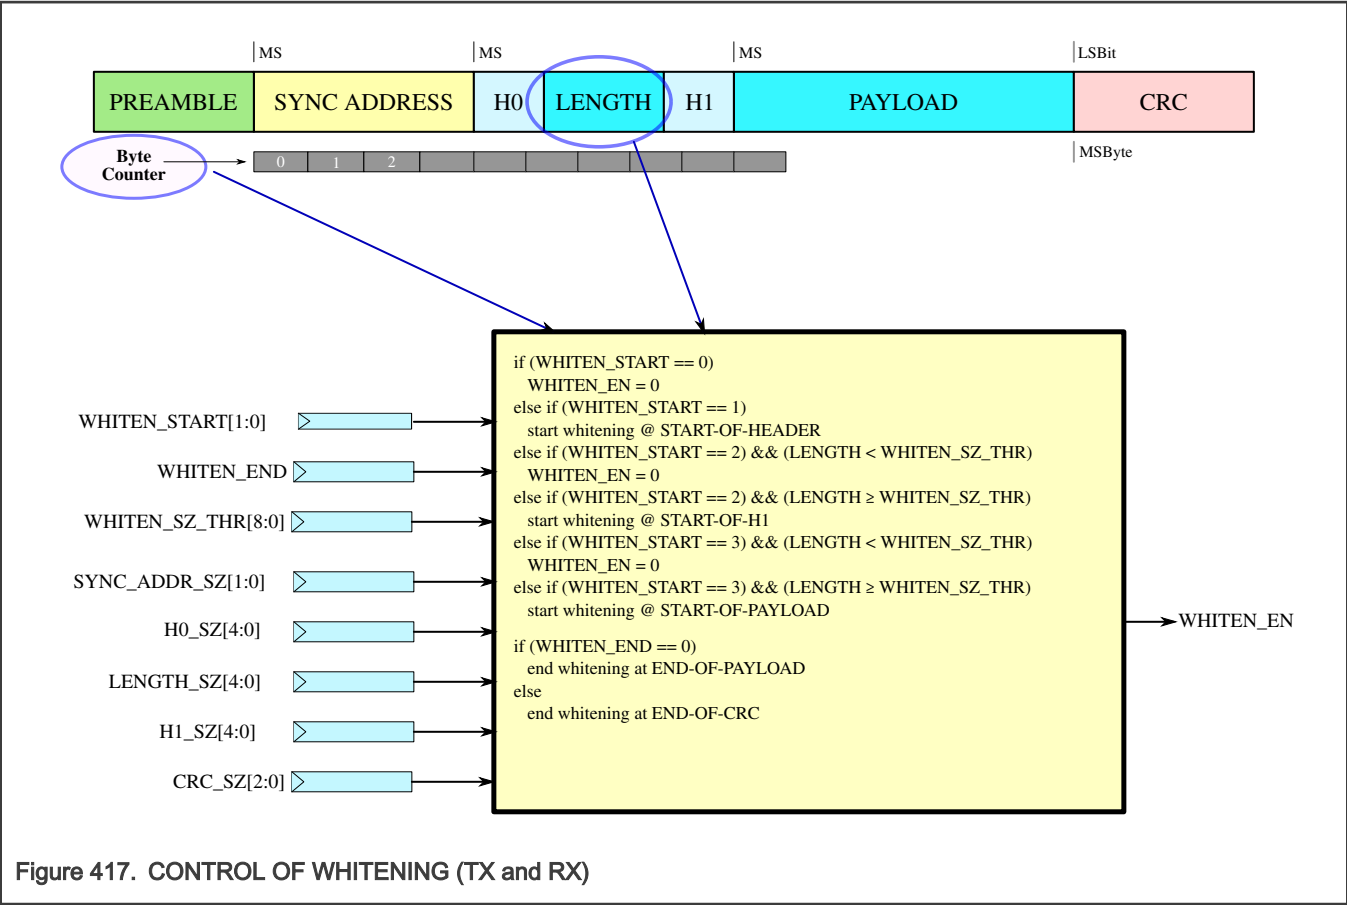 MS
MS
MS
LSBit
PREAMBLE
SYNC ADDRESS
H0
LENGTH
H1
PAYLOAD
CRC
MSByte
Byte
Counter
0
1
2
if (WHITEN_START == 0)
WHITEN_EN = 0
else if (WHITEN_START == 1)
start whitening @ START-OF-HEADER
else if (WHITEN_START == 2) && (LENGTH < WHITEN_SZ_THR)
WHITEN_EN = 0
else if (WHITEN_START == 2) && (LENGTH ≥ WHITEN_SZ_THR)
start whitening @ START-OF-H1
else if (WHITEN_START == 3) && (LENGTH < WHITEN_SZ_THR)
WHITEN_EN = 0
else if (WHITEN_START == 3) && (LENGTH ≥ WHITEN_SZ_THR)
start whitening @ START-OF-PAYLOAD
if (WHITEN_END == 0)
end whitening at END-OF-PAYLOAD
else
end whitening at END-OF-CRC
WHITEN_START[1:0]
WHITEN_END
WHITEN_SZ_THR[8:0]
SYNC_ADDR_SZ[1:0]
H0_SZ[4:0]
LENGTH_SZ[4:0]
H1_SZ[4:0]
CRC_SZ[2:0]
WHITEN_EN
Figure 417. CONTROL OF WHITENING (TX and RX)